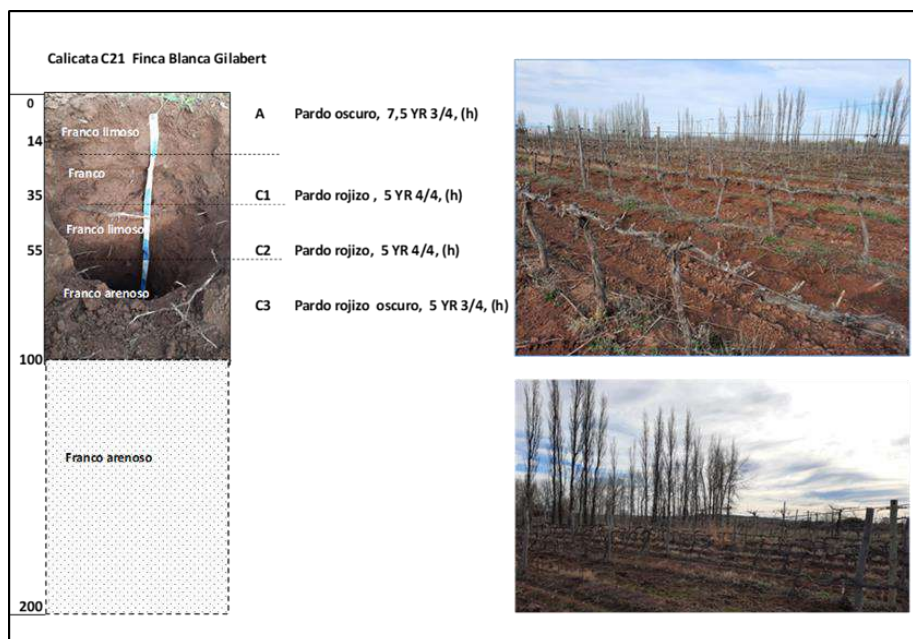 Calicata C21 Finca Blanca Gilabert
0
Franco limoso
A Pardo oscuro, 7,5 YR 3/4, (h)
14
Franco
35
C1 Pardo rojizo , 5 YR 4/4, (h)
Franco limoso
55
C2 Pardo rojizo, 5 YR 4/4, (h)
Franco arenoso
C3 Pardo rojizo oscuro, 5 YR 3/4, (h)
100
Franco arenoso
200